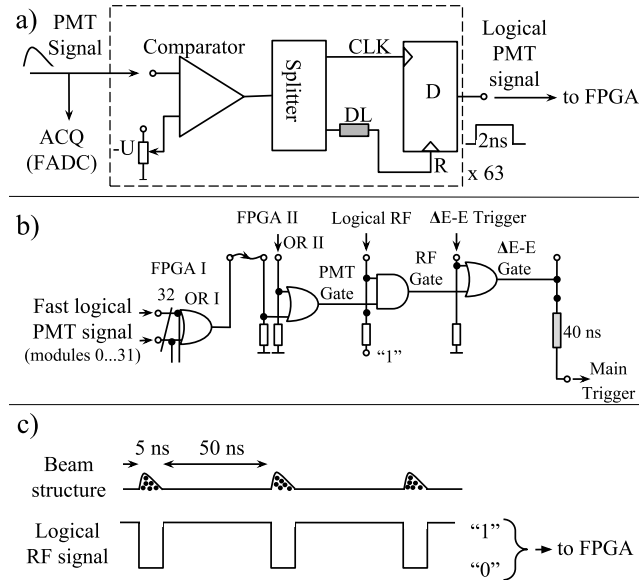 a)
PMT
Signal
Comparator
Splitter
CLK
DL
D
R
Logical
PMT
signal
to FPGA
ACQ
(FADC)
-U
2ns
x 63
b)
FPGA II
Logical RF
ΔE-E Trigger
OR II
FPGA I
PMT
Gate
RF
Gate
ΔE-E
Gate
32
OR I
Fast logical
PMT signal
(modules 0...31)
“1”
40 ns
Main
Trigger
c)
5 ns
50 ns
Beam
structure
Logical
RF signal
“1”
“0”
to FPGA